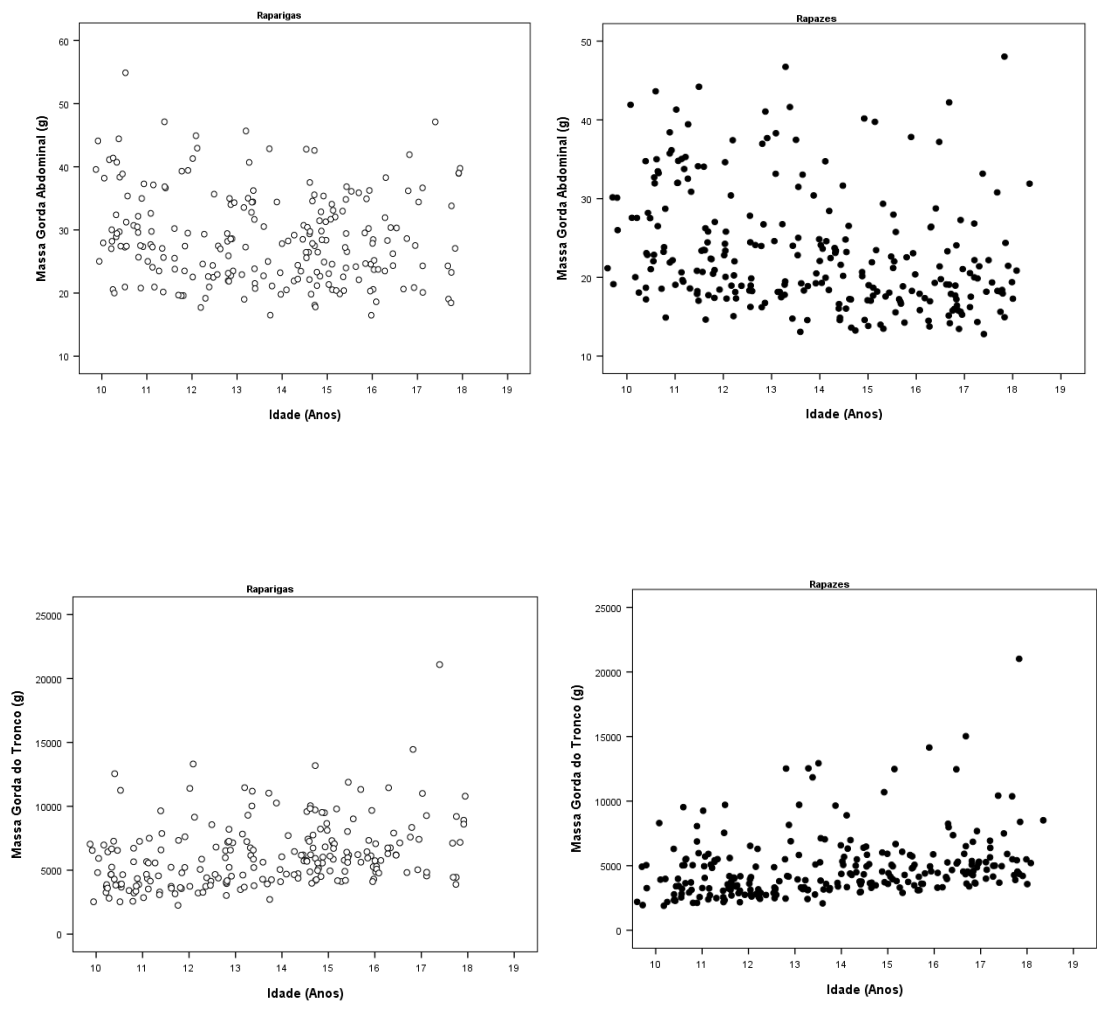 Raparigas
Massa Gorda Abdominal (g)
60
50
40
30
20
10
10 11 12 13 14 15 16 17 18 19
Idade (Anos)
Rapazes
Massa Gorda Abdominal (g)
50
40
30
20
10
10 11 12 13 14 15 16 17 18 19
Idade (Anos)
Raparigas
Massa Gorda do Tronco (g)
25000
20000
15000
10000
5000
0
10 11 12 13 14 15 16 17 18 19
Idade (Anos)
Rapazes
Massa Gorda do Tronco (g)
25000
20000
15000
10000
5000
0
10 11 12 13 14 15 16 17 18 19
Idade (Anos)